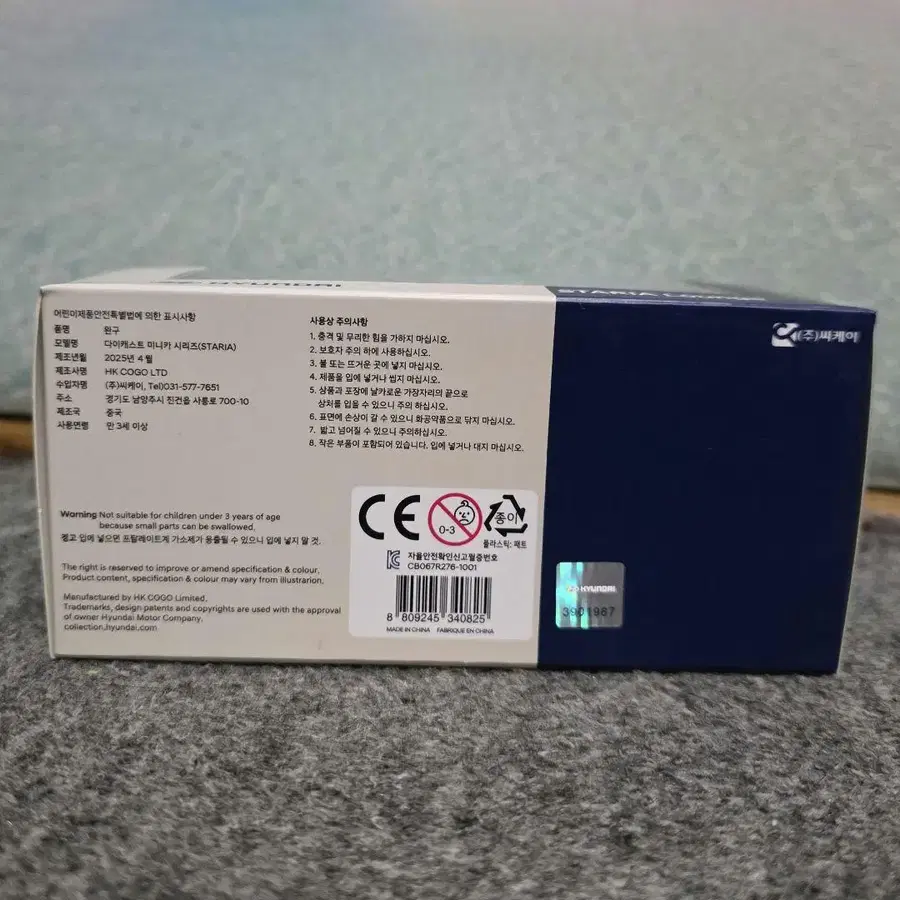 HYUNDAI
STARIA LOUNGE
어린이제품안전특별법에 의한 표시사항
품명 완구
모델명 다이캐스트 미니카 시리즈(STARIA)
제조년월 2025년 4월
제조사명 HK COGO LTD
수입자명 (주)씨케이, Tel)031-577-7651
주소 경기도 남양주시 진건읍 사릉로 700-10
제조국 중국
사용연령 만 3세 이상
사용상 주의사항
1. 충격 및 무리한 힘을 가하지 마십시오.
2. 보호자 주의 하에 사용하십시오.
3. 불 또는 뜨거운 곳에 놓지 마십시오.
4. 제품을 입에 넣거나 씹지 마십시오.
5. 상품과 포장에 날카로운 가장자리의 끝으로
상처를 입을 수 있으니 주의 하십시오.
6. 표면에 손상이 갈 수 있으니 화공약품으로 닦지 마십시오.
7. 밟고 넘어질 수 있으니 주의하십시오.
8. 작은 부품이 포함되어 있습니다. 입에 넣거나 대지 마십시오.
(주)씨케이
Warning Not suitable for children under 3 years of age
because small parts can be swallowed.
젖고 입에 넣으면 프탈레이트계 가소제가 용출될 수 있으니 입에 넣지 말 것.
The right is reserved to improve or amend specification & colour,
Product content, specification & colour may vary from illustrarion.
Manufactured by HK COGO Limited.
Trademarks, design patents and copyrights are used with the approval
of owner Hyundai Motor Company.
collection.hyundai.com
CE
0-3
종이
플라스틱: 패트
자율안전확인신고필증번호
CB067R276-1001
8 809245 340825
MADE IN CHINA FABRIQUE EN CHINA
HYUNDAI
3901967